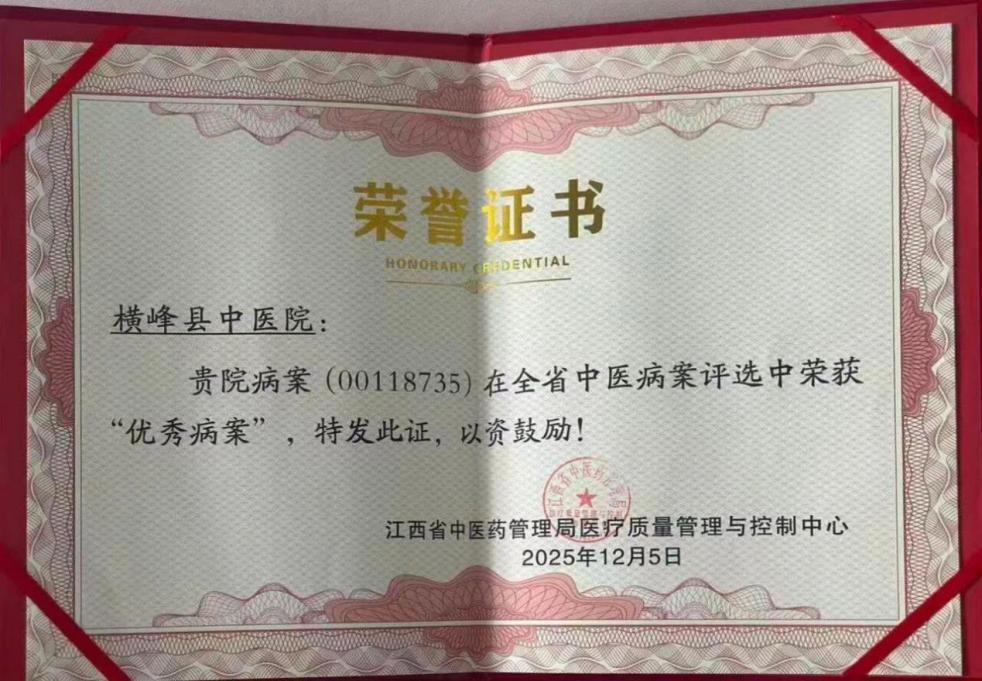 荣誉证书
HONORARY CREDENTIAL
横峰县中医院：
贵院病案（00118735）在全省中医病案评选中荣获
“优秀病案”，特发此证，以资鼓励！
江西省中医药管理局医疗质量管理与控制中心
2025年12月5日